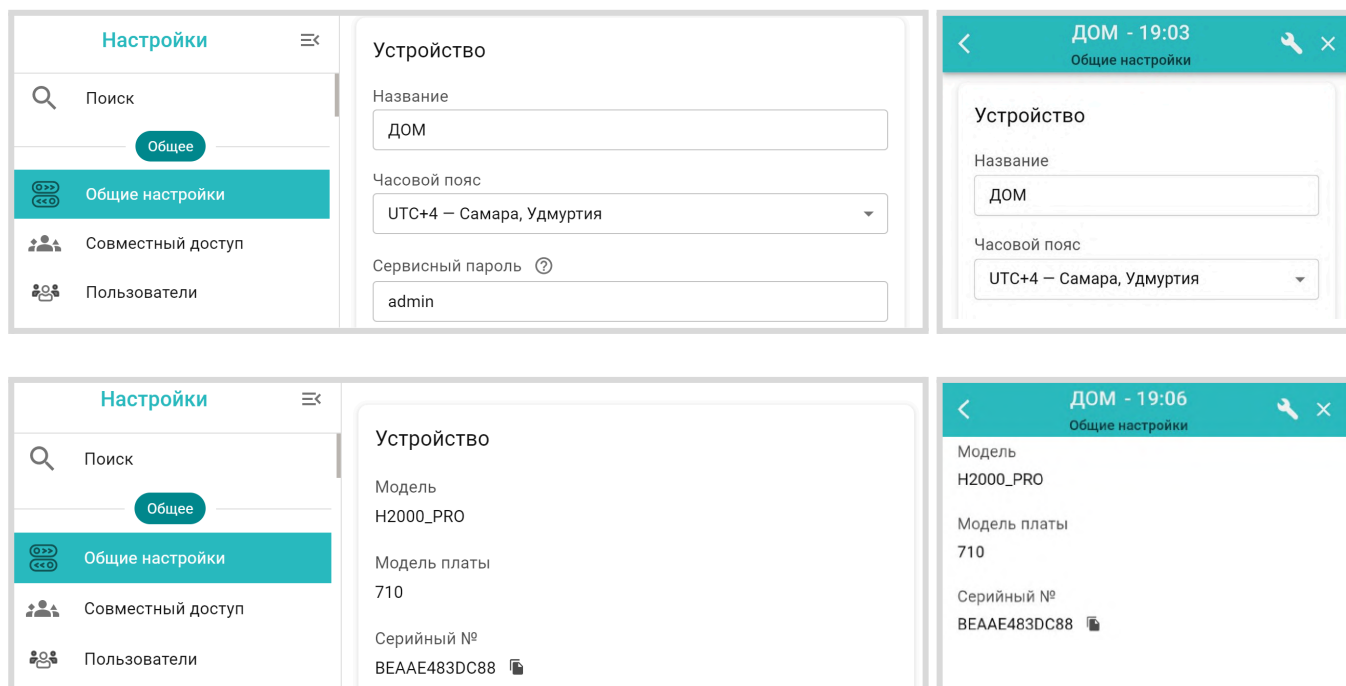 Настройки
Поиск
Общее
Общие настройки
Совместный доступ
Пользователи
Устройство
Название
ДОМ
Часовой пояс
UTC+4 — Самара, Удмуртия
Сервисный пароль
admin
ДОМ - 19:03
Общие настройки
Устройство
Название
ДОМ
Часовой пояс
UTC+4 — Самара, Удмуртия
Настройки
Поиск
Общее
Общие настройки
Совместный доступ
Пользователи
Устройство
Модель
H2000_PRO
Модель платы
710
Серийный №
BEAAE483DC88
ДОМ - 19:06
Общие настройки
Модель
H2000_PRO
Модель платы
710
Серийный №
BEAAE483DC88